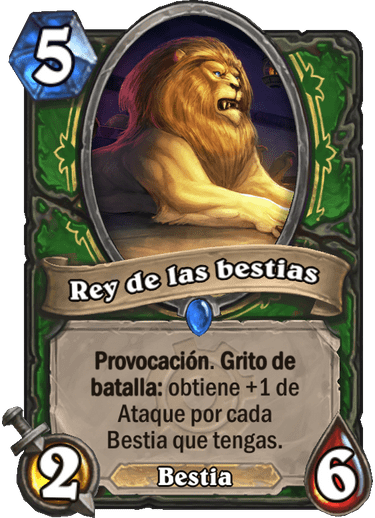 5
Rey de las bestias
Provocación. Grito de
batalla: obtiene +1 de
Ataque por cada
Bestia que tengas.
2
Bestia
6